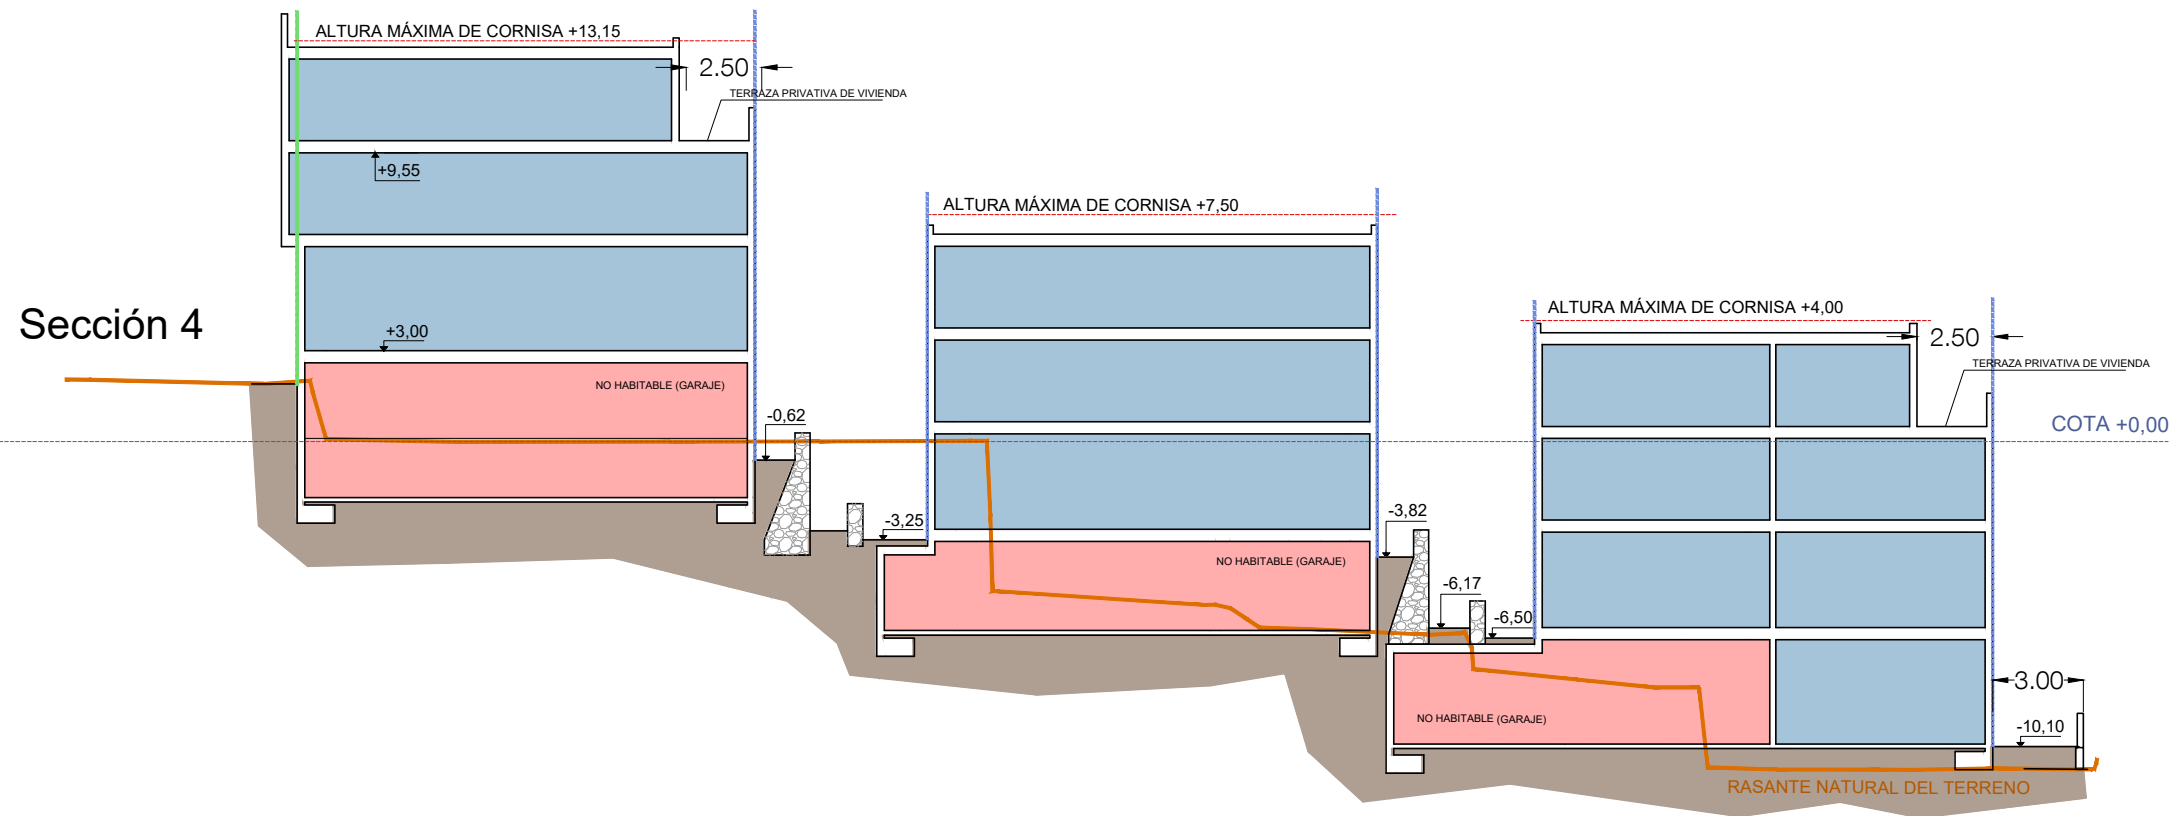 ALTURA MÁXIMA DE CORNISA +13,15
2.50
TERRAZA PRIVATIVA DE VIVIENDA
+9,55
ALTURA MÁXIMA DE CORNISA +7,50
Sección 4
+3,00
ALTURA MÁXIMA DE CORNISA +4,00
2.50
TERRAZA PRIVATIVA DE VIVIENDA
NO HABITABLE (GARAJE)
-0,62
COTA +0,00
-3,25
-3,82
NO HABITABLE (GARAJE)
-6,17
-6,50
3.00
NO HABITABLE (GARAJE)
-10,10
RASANTE NATURAL DEL TERRENO